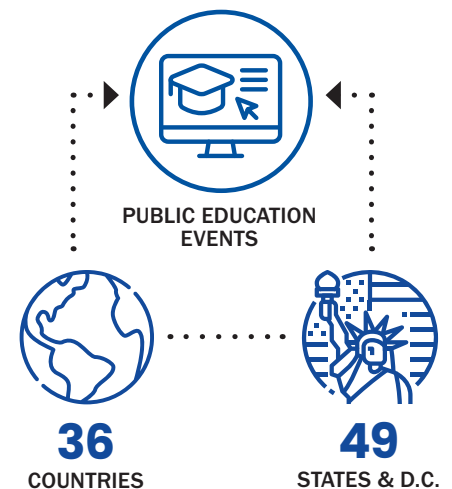 PUBLIC EDUCATION
EVENTS
36
COUNTRIES
49
STATES & D.C.